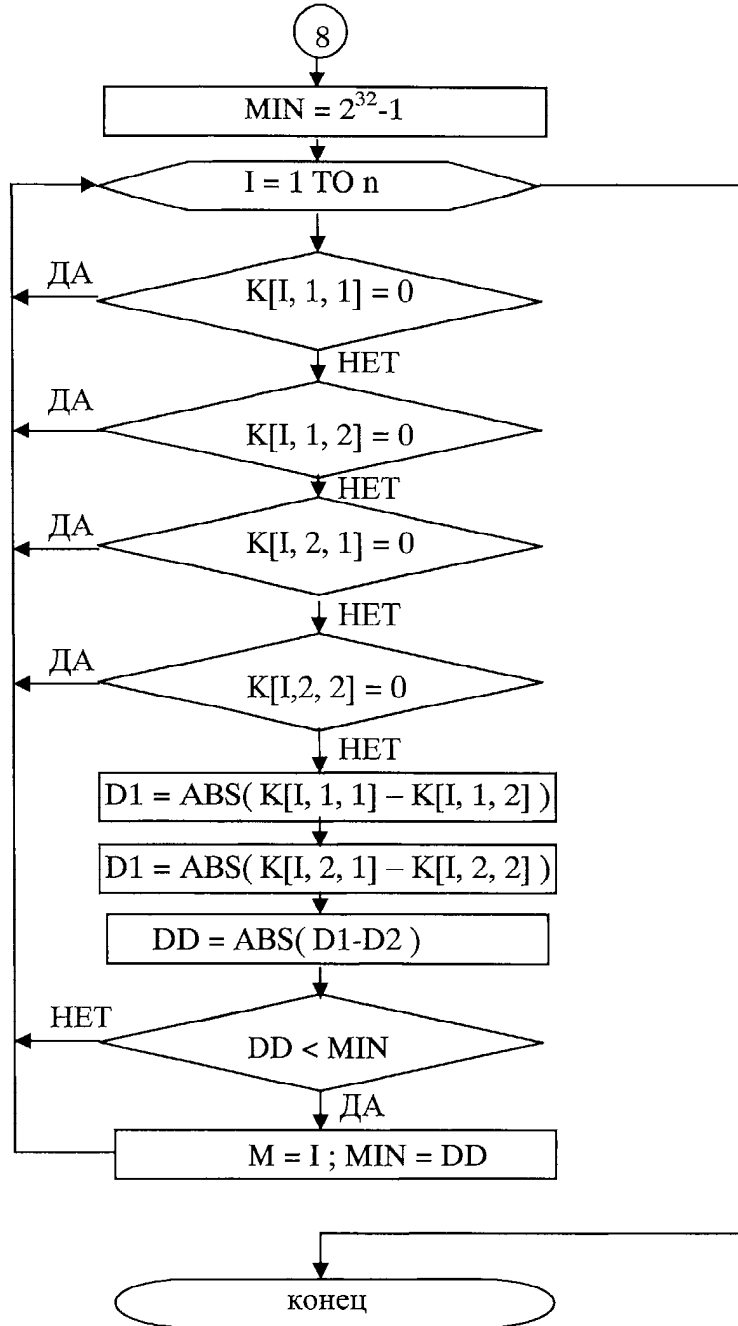 8
MIN = 2³²-1
I = 1 TO n
ДА
K[I, 1, 1] = 0
НЕТ
ДА
K[I, 1, 2] = 0
НЕТ
ДА
K[I, 2, 1] = 0
НЕТ
ДА
K[I,2, 2] = 0
НЕТ
D1 = ABS( K[I, 1, 1] – K[I, 1, 2] )
D1 = ABS( K[I, 2, 1] – K[I, 2, 2] )
DD = ABS( D1-D2 )
НЕТ
DD < MIN
ДА
M = I ; MIN = DD
конец